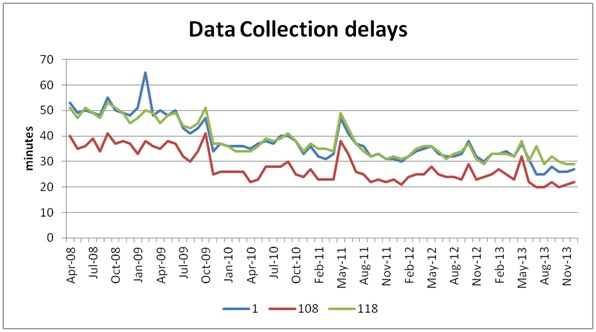 Data Collection delays
70
60
50
40
30
20
10
0
minutes
Apr-08 Jul-08 Oct-08 Jan-09 Apr-09 Jul-09 Oct-09 Jan-10 Apr-10 Jul-10 Oct-10 Feb-11 May-11 Aug-11 Nov-11 Feb-12 May-12 Aug-12 Nov-12 Feb-13 May-13 Aug-13 Nov-13
1 108 118